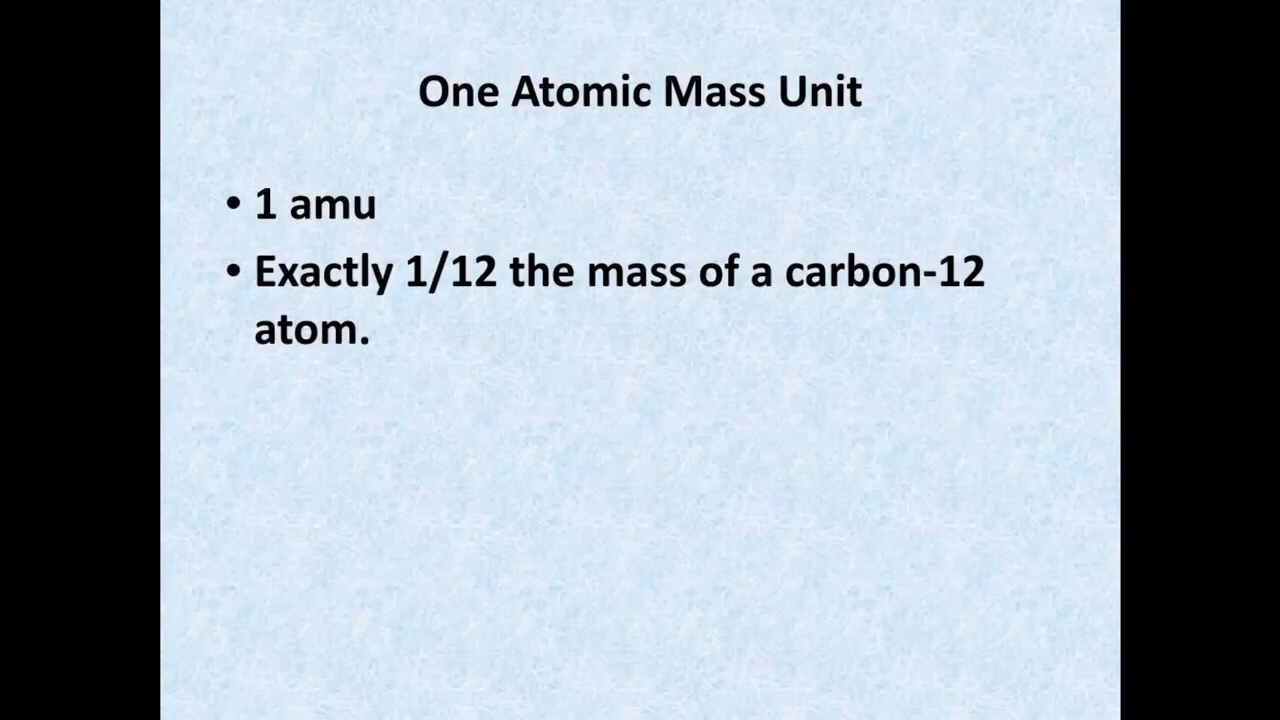 One Atomic Mass Unit
• 1 amu
• Exactly 1/12 the mass of a carbon-12
atom.